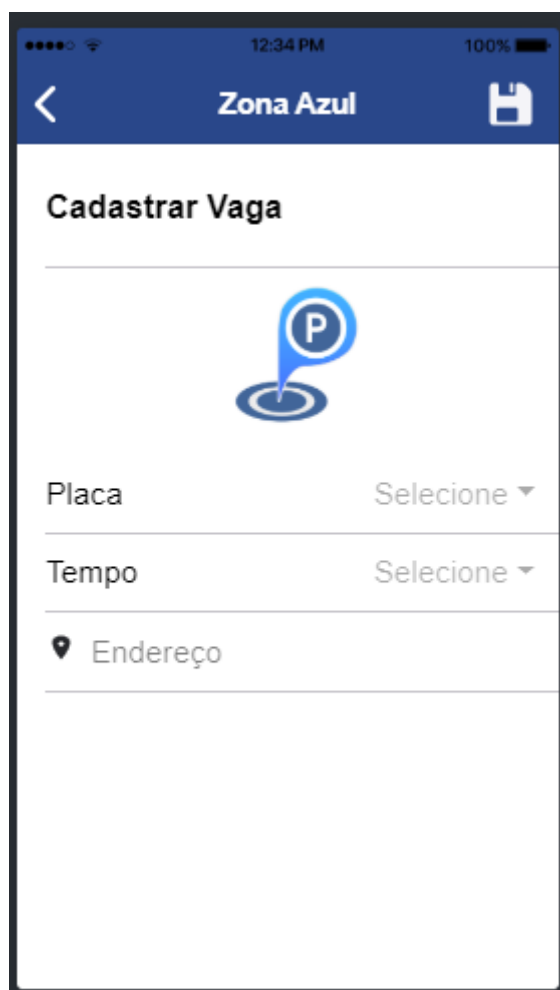 12:34 PM 100%
Zona Azul
Cadastrar Vaga
P
Placa Selecione
Tempo Selecione
Endereço